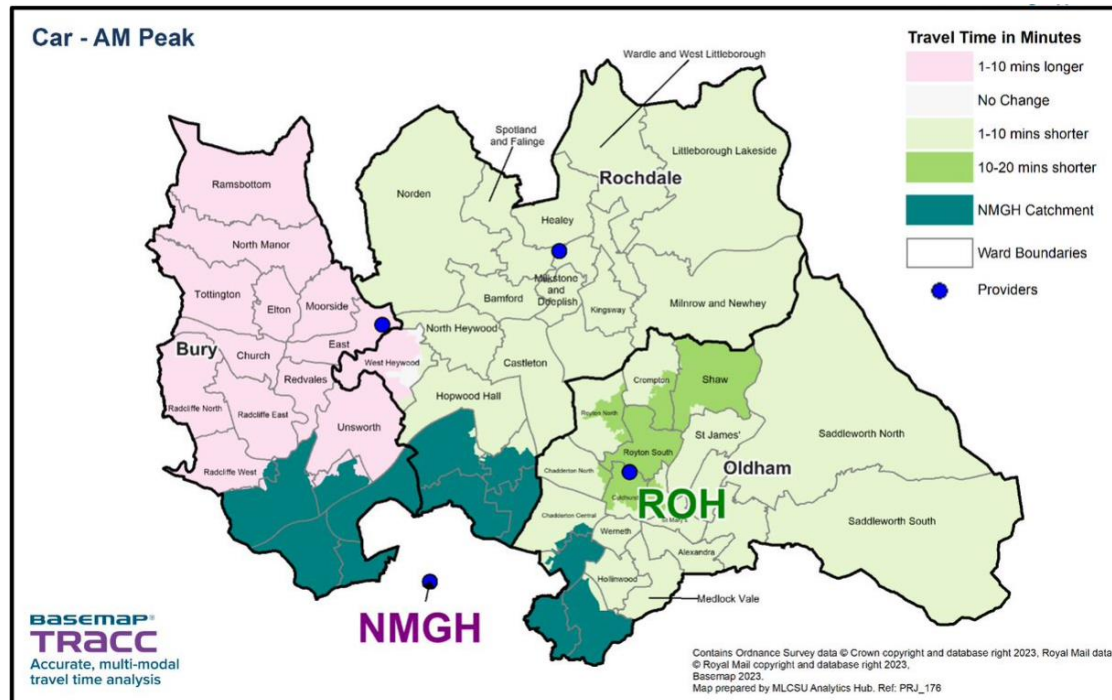 Car - AM Peak
Travel Time in Minutes
1-10 mins longer
No Change
1-10 mins shorter
10-20 mins shorter
NMGH Catchment
Ward Boundaries
Providers
Wardle and West Littleborough
Spotland
and Falinge
Littleborough Lakeside
Ramsbottom
Norden
Rochdale
Healey
North Manor
Milkstone
and
Deeplish
Tottington
Elton
Moorside
Bamford
Kingsway
Milnrow and Newhey
East
North Heywood
Bury
Church
West Heywood
Castleton
Redvales
Crompton
Shaw
Radcliffe North
Radcliffe East
Hopwood Hall
Royton North
Unsworth
St James'
Saddleworth North
Royton South
Radcliffe West
Chadderton North
Oldham
ROH
Chadderton Central
Saddleworth South
Werneth
Alexandra
Hollinwood
Medlock Vale
NMGH
BASEMAP®
TRACC
Accurate, multi-modal
travel time analysis
Contains Ordnance Survey data © Crown copyright and database right 2023, Royal Mail data
© Royal Mail copyright and database right 2023,
Basemap 2023.
Map prepared by MLCSU Analytics Hub. Ref: PRJ_176